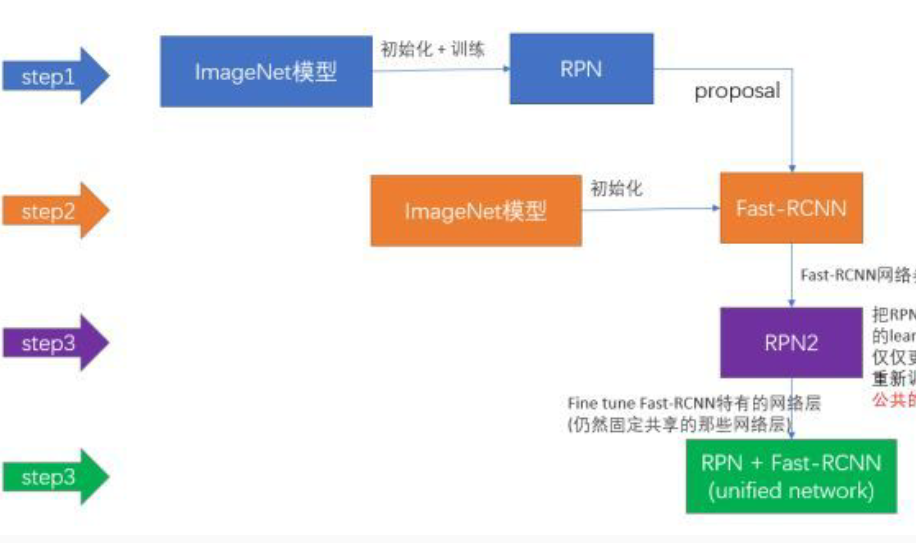 step1
ImageNet模型
初始化 + 训练
RPN
proposal
step2
ImageNet模型
初始化
Fast-RCNN
Fast-RCNN网络
step3
RPN2
把RPN
的lear
仅仅
重新
公共的
Fine tune Fast-RCNN特有的网络层
(仍然固定共享的那些网络层)
step3
RPN + Fast-RCNN
(unified network)